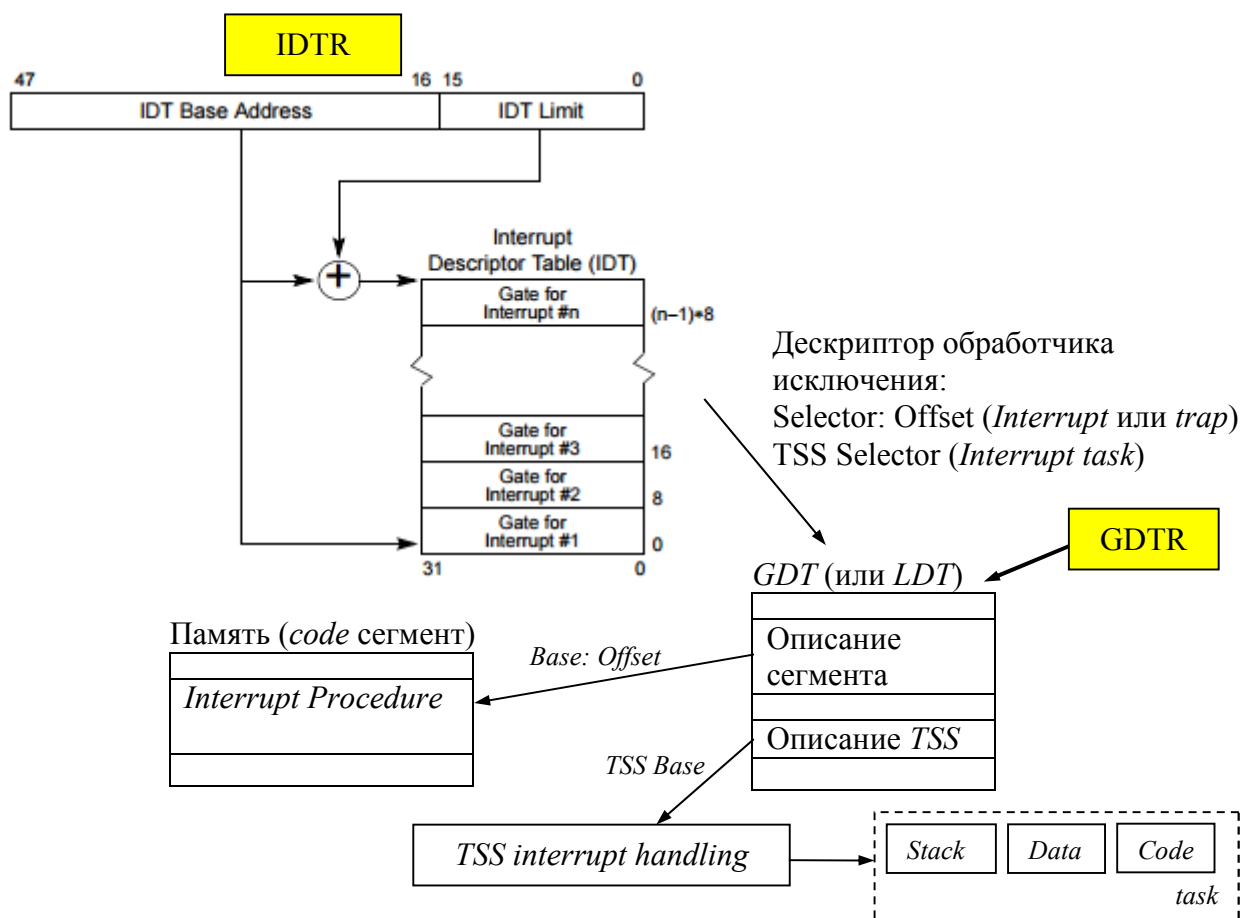 IDTR
47 16 15 0
IDT Base Address IDT Limit
Interrupt
Descriptor Table (IDT)
Gate for
Interrupt #n
(n–1)*8
Gate for
Interrupt #3
16
Gate for
Interrupt #2
8
Gate for
Interrupt #1
0
31 0
Дескриптор обработчика
исключения:
Selector: Offset (Interrupt или trap)
TSS Selector (Interrupt task)
GDTR
GDT (или LDT)
Описание
сегмента
Описание TSS
Память (code сегмент)
Interrupt Procedure
Base: Offset
TSS Base
TSS interrupt handling
Stack Data Code
task